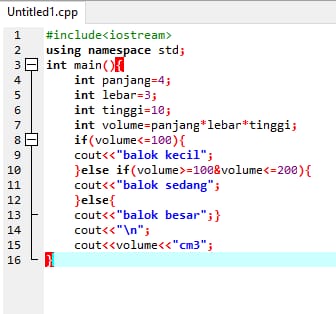 Untitled1.cpp
1 #include<iostream>
2 using namespace std;
3 int main(){
4 int panjang=4;
5 int lebar=3;
6 int tinggi=10;
7 int volume=panjang*lebar*tinggi;
8 if(volume<=100){
9 cout<<"balok kecil";
10 }else if(volume>=100&volume<=200){
11 cout<<"balok sedang";
12 }else{
13 cout<<"balok besar";}
14 cout<<"\n";
15 cout<<volume<<"cm3";
16 }